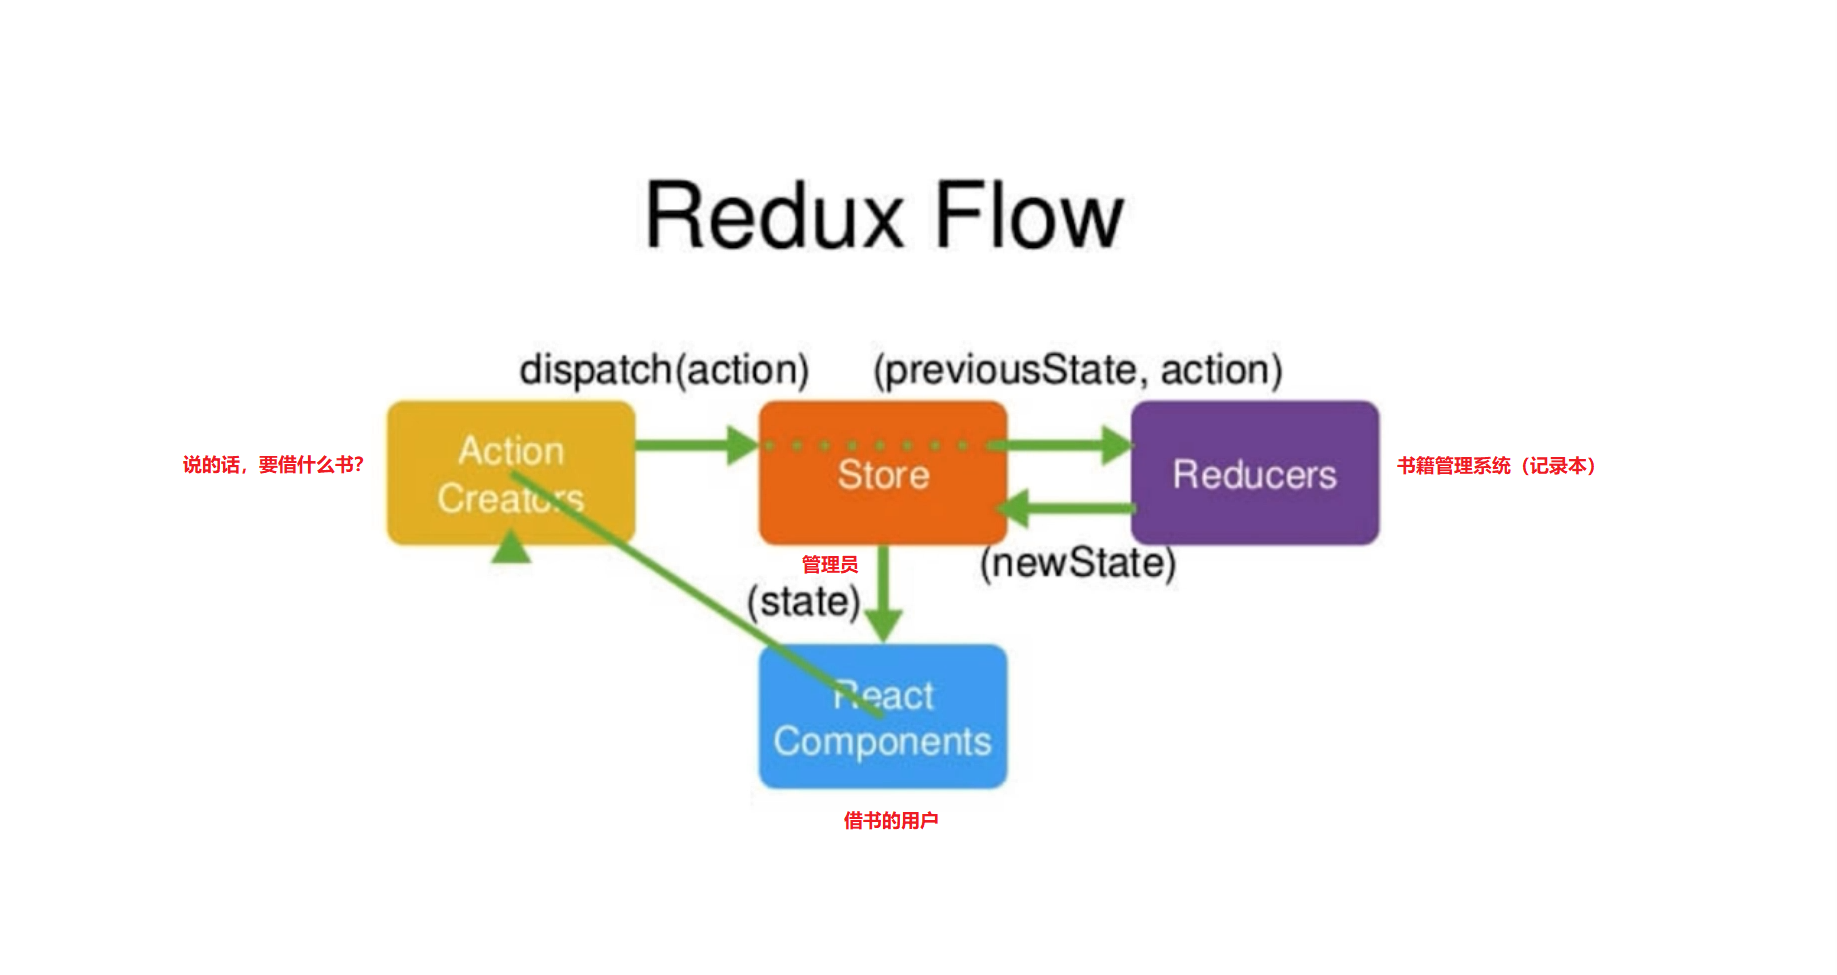 Redux Flow
dispatch(action)
(previousState, action)
说的话，要借什么书？
Action
Creators
Store
Reducers
书籍管理系统（记录本）
管理员
(newState)
(state)
React
Components
借书的用户